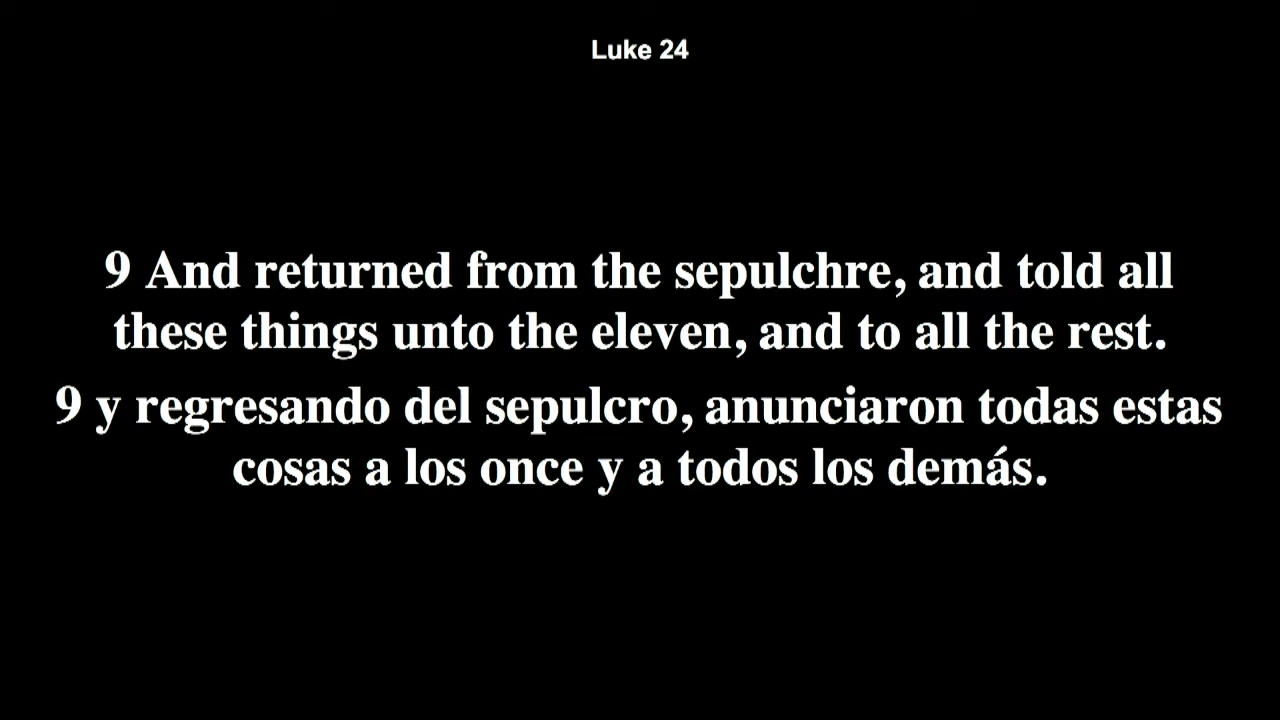 Luke 24
9 And returned from the sepulchre, and told all
these things unto the eleven, and to all the rest.
9 y regresando del sepulcro, anunciaron todas estas
cosas a los once y a todos los demás.